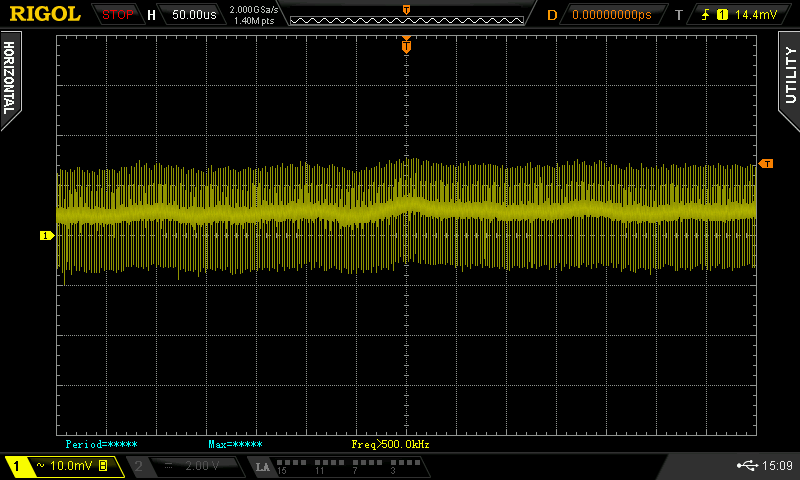 RIGOL STOP H 50.00us 2.000GSa/s D 0.00000000ps T 1 14.4mV
1.40M pts
T
T
HORIZONTAL
UTILITY
T
1
Period=***** Max=***** Freq>500.0kHz
1 ~ 10.0mV B 2 2.00 V LA 15 11 7 3 15:09